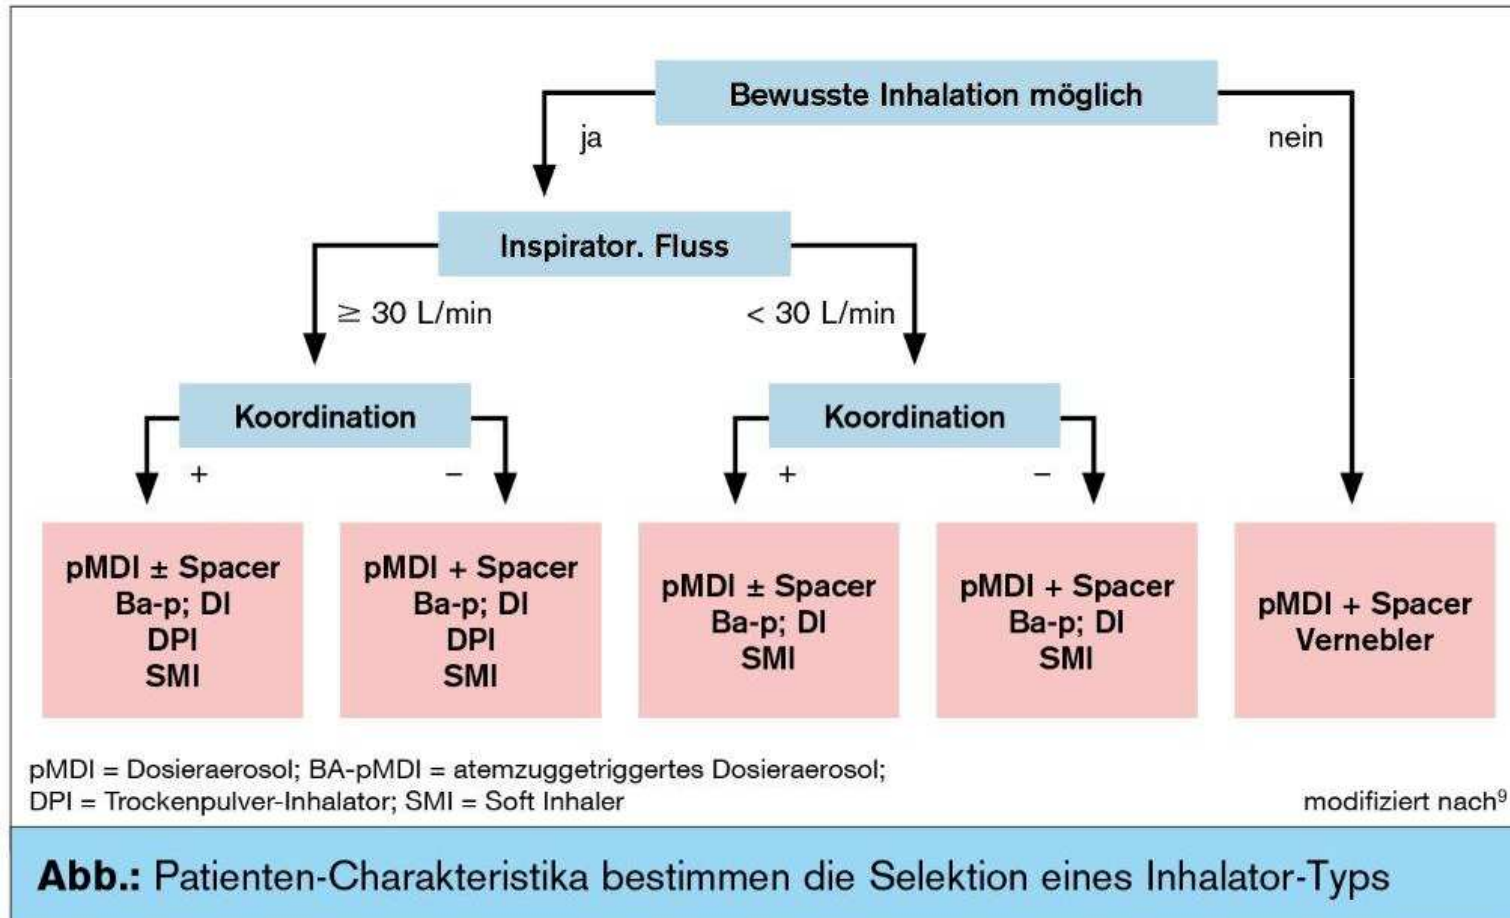 Bewusste Inhalation möglich
ja
nein
Inspirator. Fluss
≥ 30 L/min
< 30 L/min
Koordination
Koordination
+
−
+
−
pMDI ± Spacer
Ba-p; DI
DPI
SMI
pMDI + Spacer
Ba-p; DI
DPI
SMI
pMDI ± Spacer
Ba-p; DI
SMI
pMDI + Spacer
Ba-p; DI
SMI
pMDI + Spacer
Vernebler
pMDI = Dosieraerosol; BA-pMDI = atemzuggetriggertes Dosieraerosol;
DPI = Trockenpulver-Inhalator; SMI = Soft Inhaler
modifiziert nach⁹
Abb.: Patienten-Charakteristika bestimmen die Selektion eines Inhalator-Typs